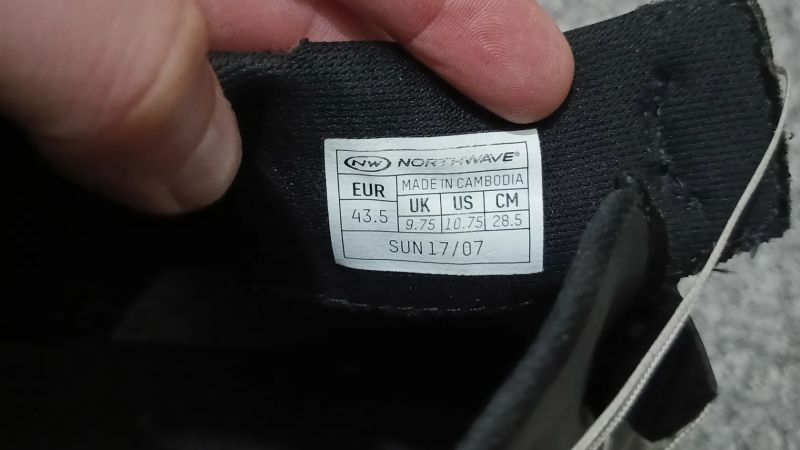 NW NORTHWAVE®
EUR MADE IN CAMBODIA
UK US CM
43.5 9.75 10.75 28.5
SUN 17/07